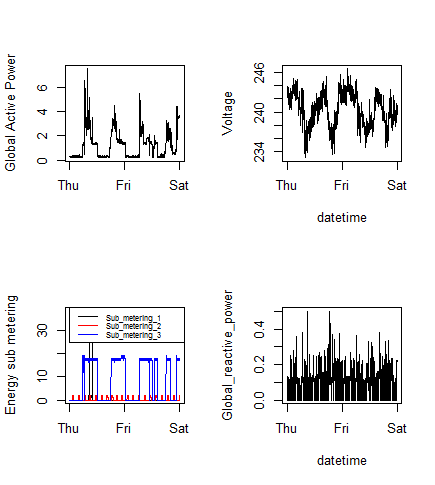 Global Active Power
0 2 4 6
Thu Fri Sat
Voltage
234 240 246
Thu Fri Sat
datetime
Energy sub metering
0 10 30
Sub_metering_1
Sub_metering_2
Sub_metering_3
Thu Fri Sat
Global_reactive_power
0.0 0.2 0.4
Thu Fri Sat
datetime